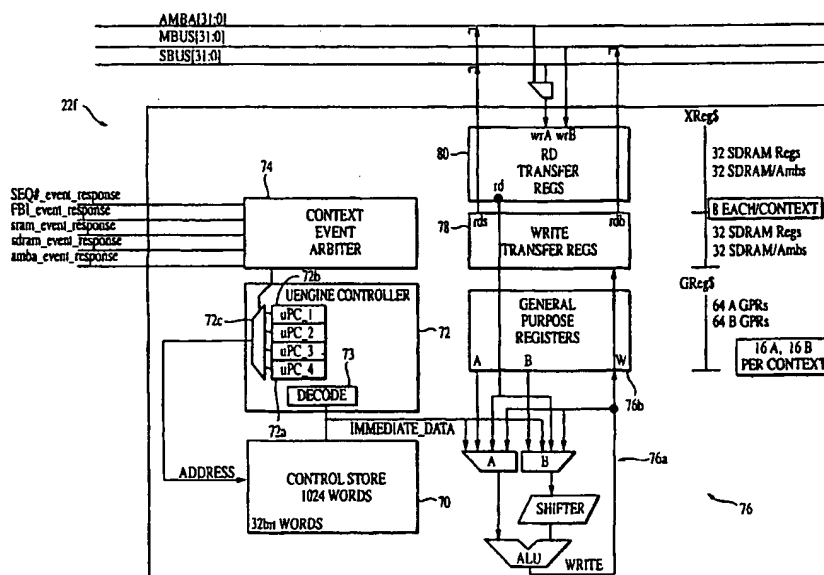 AMBA[31:0]
MBUS[31:0]
SBUS[31:0]
22f
XReg$
wrA wrB
80
RD
TRANSFER
REGS
rd
32 SDRAM Regs
32 SDRAM/Ambs
74
SEQ#_event_response
FBI_event_response
sram_event_response
sdram_event_response
amba_event_response
CONTEXT
EVENT
ARBITER
78
rds
rdb
WRITE
TRANSFER REGS
8 EACH/CONTEXT
32 SDRAM Regs
32 SDRAM/Ambs
GReg$
72b
UENGINE CONTROLLER
72c
uPC_1
uPC_2
uPC_3
uPC_4
72
73
DECODE
72a
GENERAL
PURPOSE
REGISTERS
A
B
W
64 A GPRs
64 B GPRs
16 A, 16 B
PER CONTEXT
76b
IMMEDIATE_DATA
ADDRESS
CONTROL STORE
1024 WORDS
32bit WORDS
70
A
B
76a
SHIFTER
76
ALU
WRITE